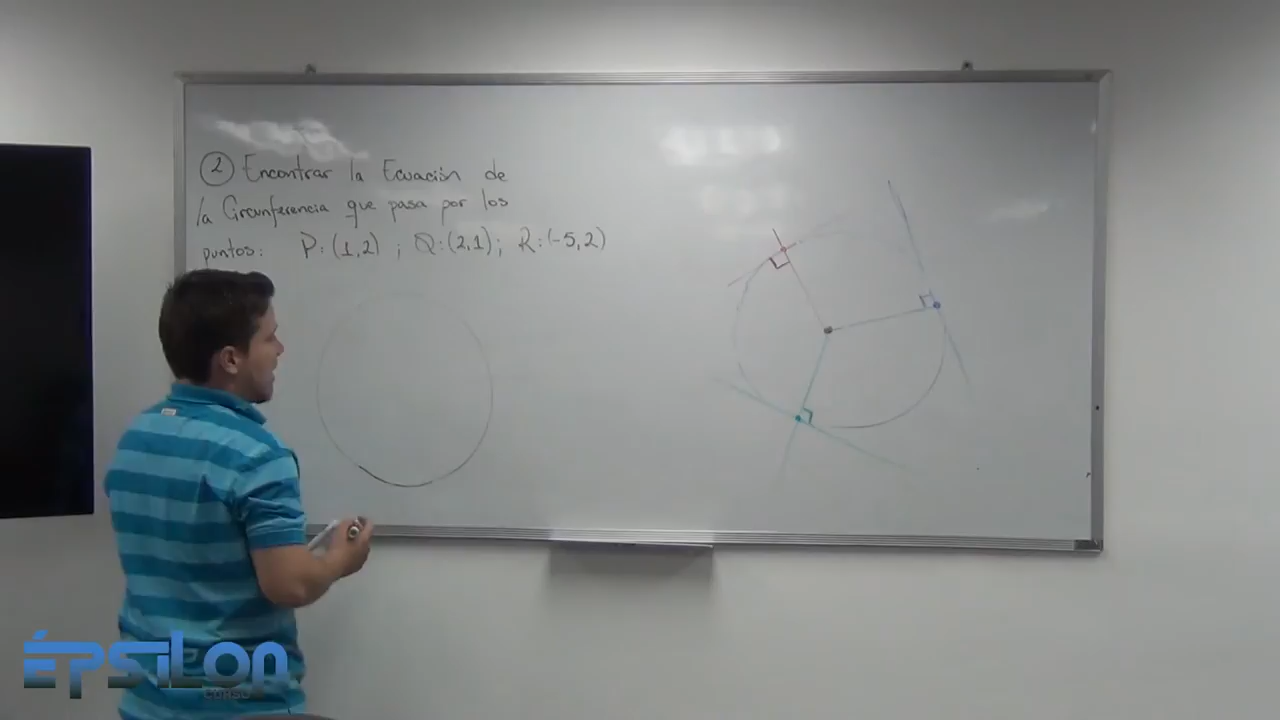 2 Encontrar la Ecuación de
la Circunferencia que pasa por los
puntos: P:(1,2) ; Q:(2,1); R:(-5,2)
ÉPSILON
CURSO